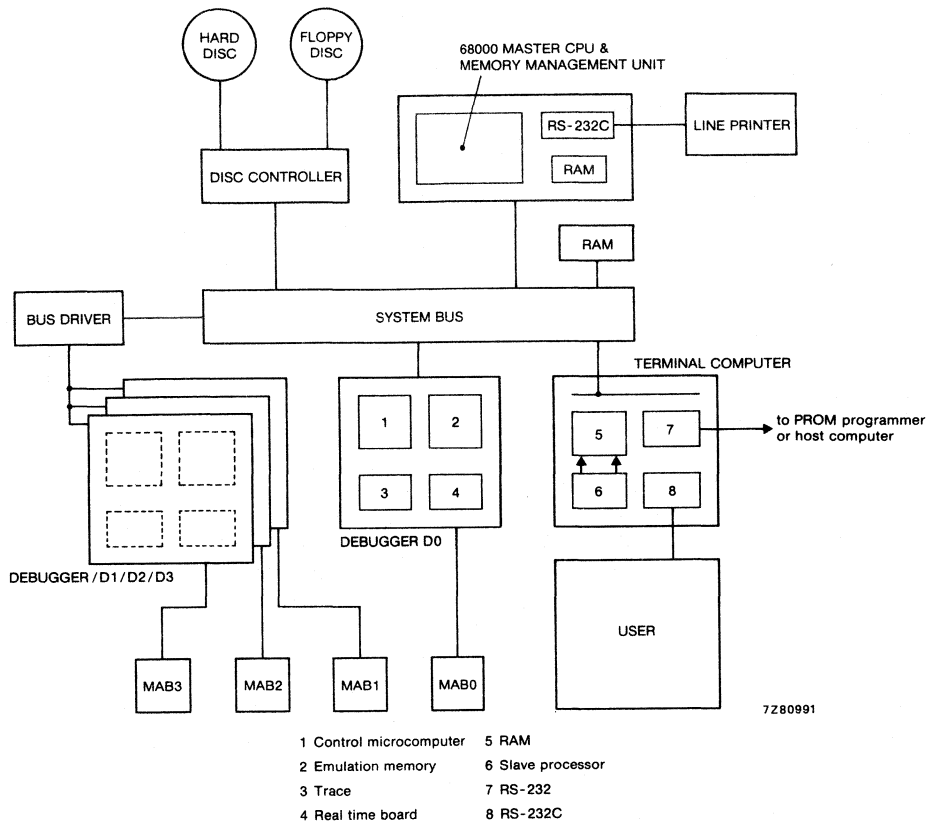 HARD
DISC
FLOPPY
DISC
68000 MASTER CPU &
MEMORY MANAGEMENT UNIT
RS-232C
RAM
LINE PRINTER
DISC CONTROLLER
RAM
BUS DRIVER
SYSTEM BUS
TERMINAL COMPUTER
1
2
3
4
5
6
7
8
to PROM programmer
or host computer
DEBUGGER D0
DEBUGGER /D1/D2/D3
USER
MAB3
MAB2
MAB1
MAB0
7Z80991
1 Control microcomputer
2 Emulation memory
3 Trace
4 Real time board
5 RAM
6 Slave processor
7 RS-232
8 RS-232C